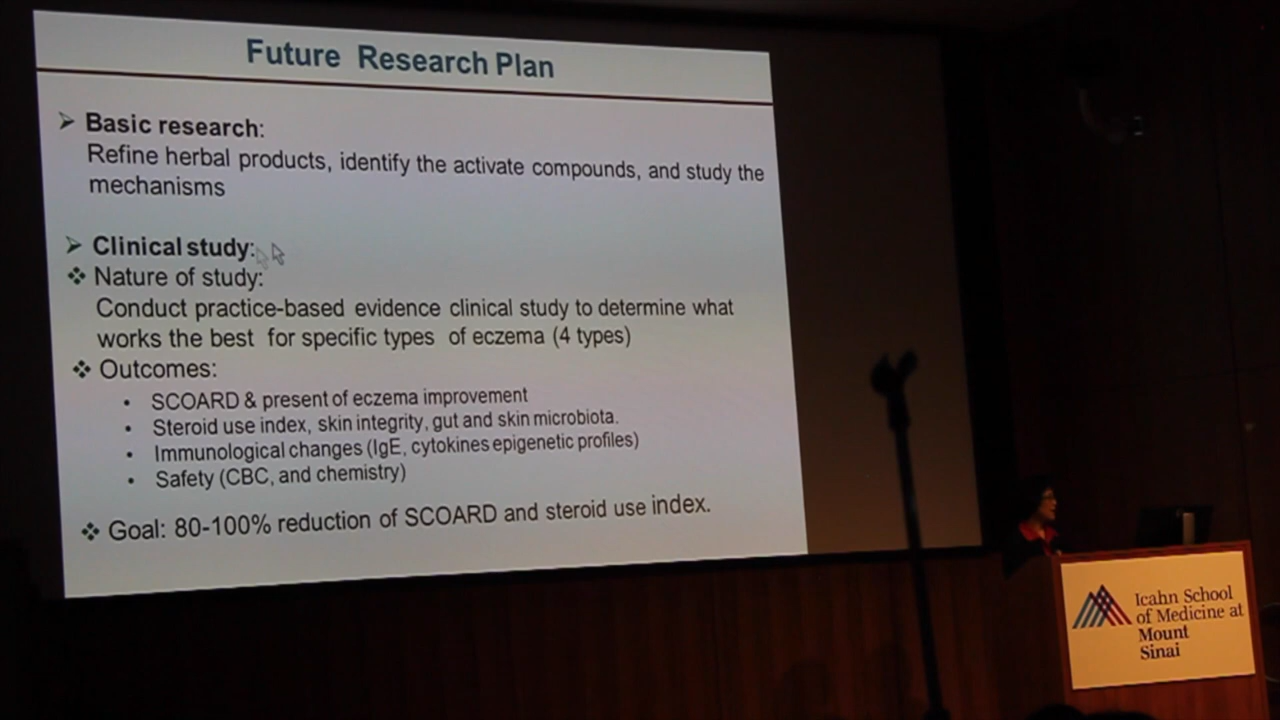 Future Research Plan
Basic research:
Refine herbal products, identify the activate compounds, and study the
mechanisms
Clinical study:
Nature of study:
Conduct practice-based evidence clinical study to determine what
works the best for specific types of eczema (4 types)
Outcomes:
SCOARD & present of eczema improvement
Steroid use index, skin integrity, gut and skin microbiota.
Immunological changes (IgE, cytokines epigenetic profiles)
Safety (CBC, and chemistry)
Goal: 80-100% reduction of SCOARD and steroid use index.
Icahn School
of Medicine at
Mount
Sinai